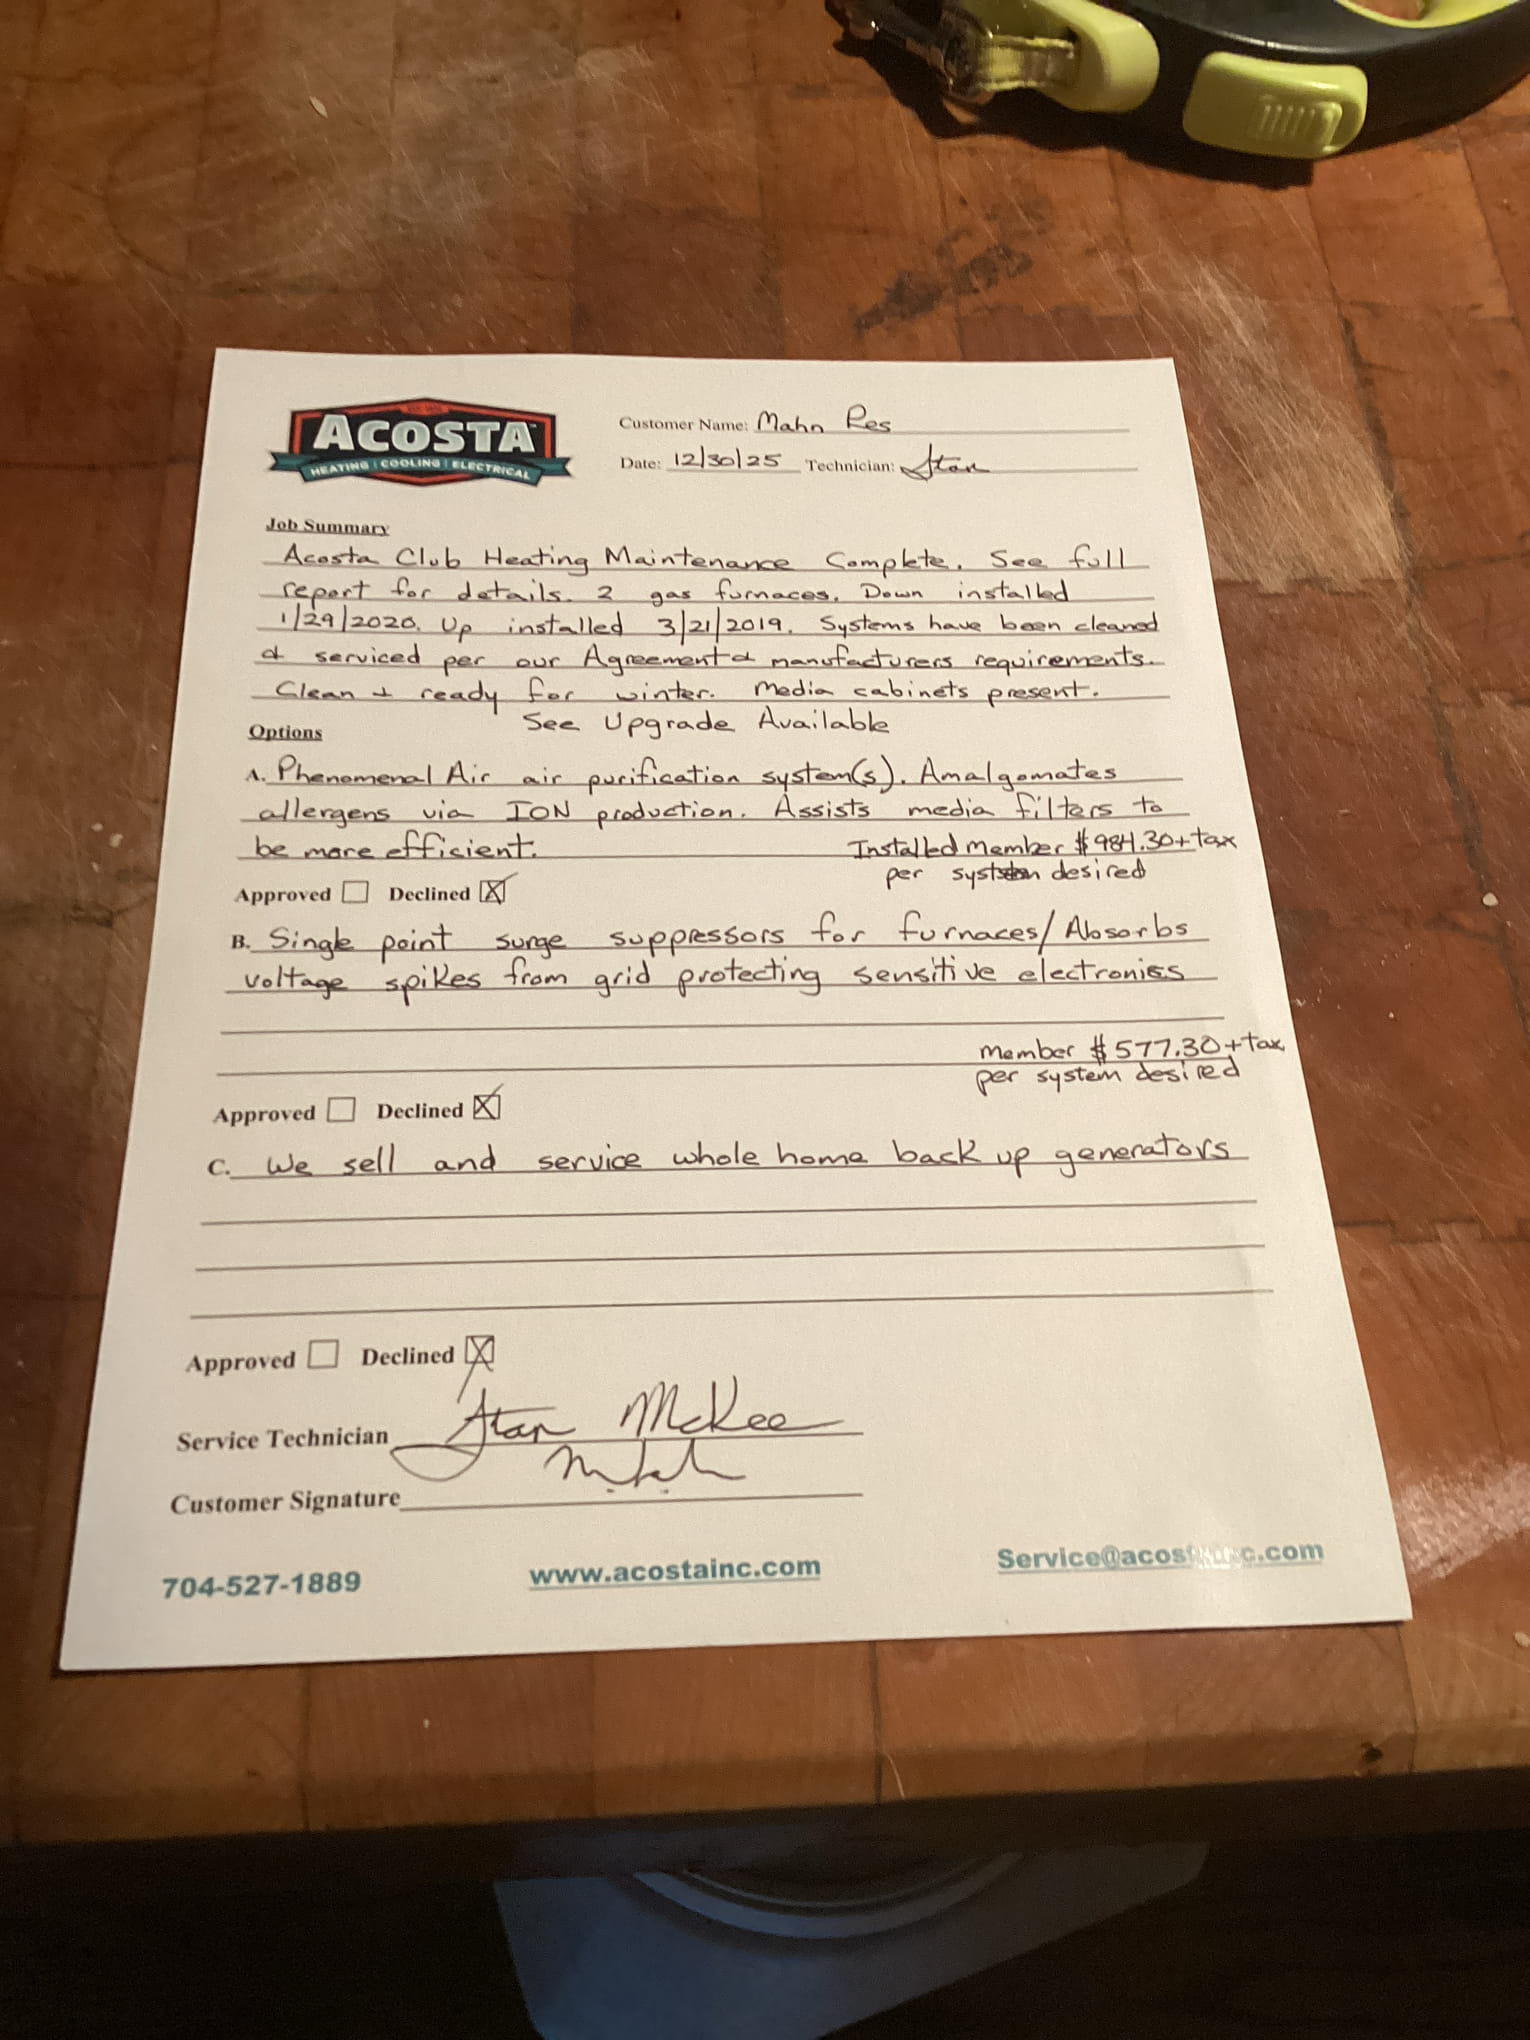 ACOSTA
HEATING | COOLING | ELECTRICAL
Customer Name: Mahn Res
Date: 12/30/25 Technician: Stan
Job Summary
Acosta Club Heating Maintenance Complete. See full
report for details. 2 gas furnaces. Down installed
1/29/2020. Up installed 3/21/2019. Systems have been cleaned
& serviced per our Agreement & manufacturers requirements.
Clean + ready for winter. Media cabinets present.
See Upgrade Available
Options
A. Phenomenal Air air purification system(s). Amalgomates
allergens via ION production. Assists media filters to
be more efficient.
Installed Member $984.30+tax
per system desired
Approved Declined X
B. Single point surge suppressors for furnaces/Absorbs
voltage spikes from grid protecting sensitive electronics
Member $577.30+tax
per system desired
Approved Declined X
C. We sell and service whole home back up generators
Approved Declined X
Service Technician Stan McKee
Customer Signature
704-527-1889 www.acostainc.com Service@acostainc.com